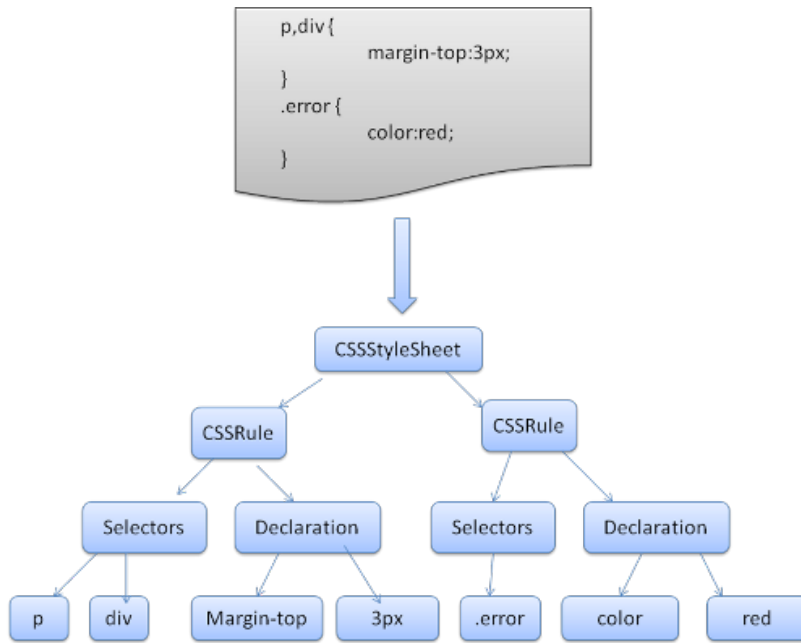 p,div {
margin-top:3px;
}
.error {
color:red;
}
CSSStyleSheet
CSSRule
CSSRule
Selectors
Declaration
Selectors
Declaration
p
div
Margin-top
3px
.error
color
red